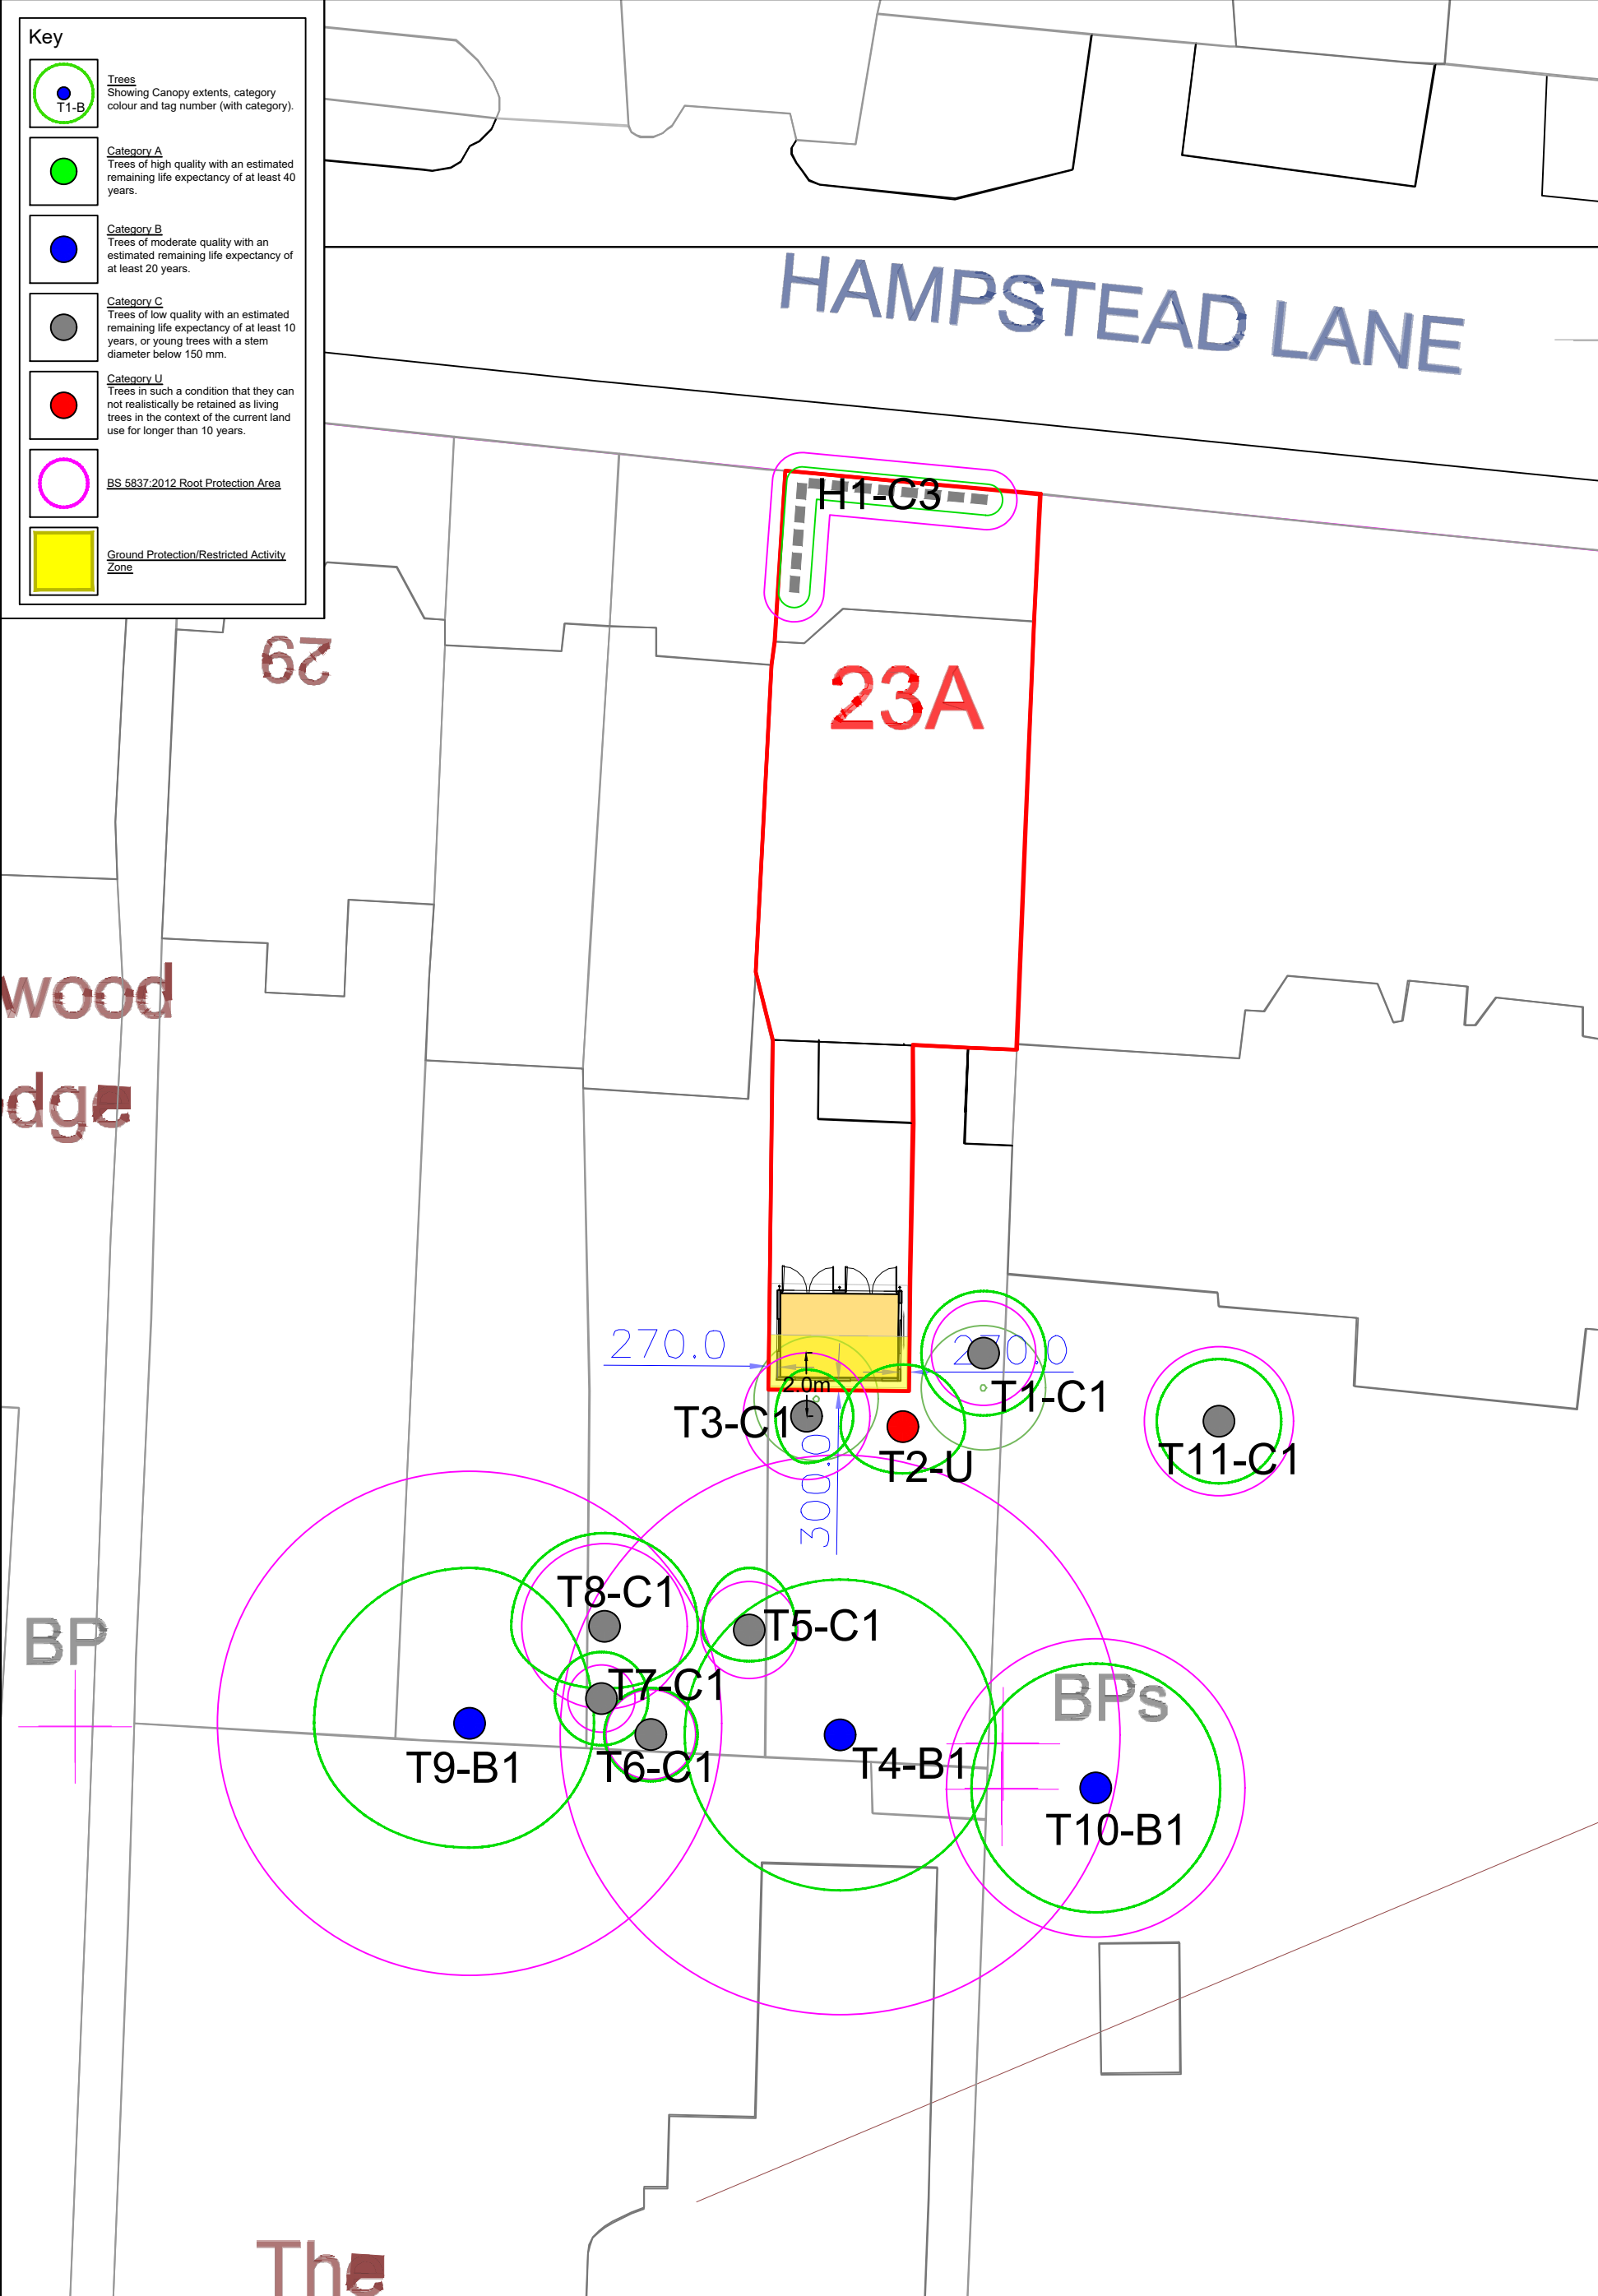 Key
Trees
Showing Canopy extents, category
colour and tag number (with category).
T1-B
Category A
Trees of high quality with an estimated
remaining life expectancy of at least 40
years.
Category B
Trees of moderate quality with an
estimated remaining life expectancy of
at least 20 years.
Category C
Trees of low quality with an estimated
remaining life expectancy of at least 10
years, or young trees with a stem
diameter below 150 mm.
Category U
Trees in such a condition that they can
not realistically be retained as living
trees in the context of the current land
use for longer than 10 years.
BS 5837:2012 Root Protection Area
Ground Protection/Restricted Activity
Zone
HAMPSTEAD LANE
H1-C3
29
23A
wood
dge
270.0
270.0
2.0m
T1-C1
T3-C1
T2-U
T11-C1
300.0
T8-C1
T5-C1
BP
T7-C1
BPs
T9-B1
T6-C1
T4-B1
T10-B1
The